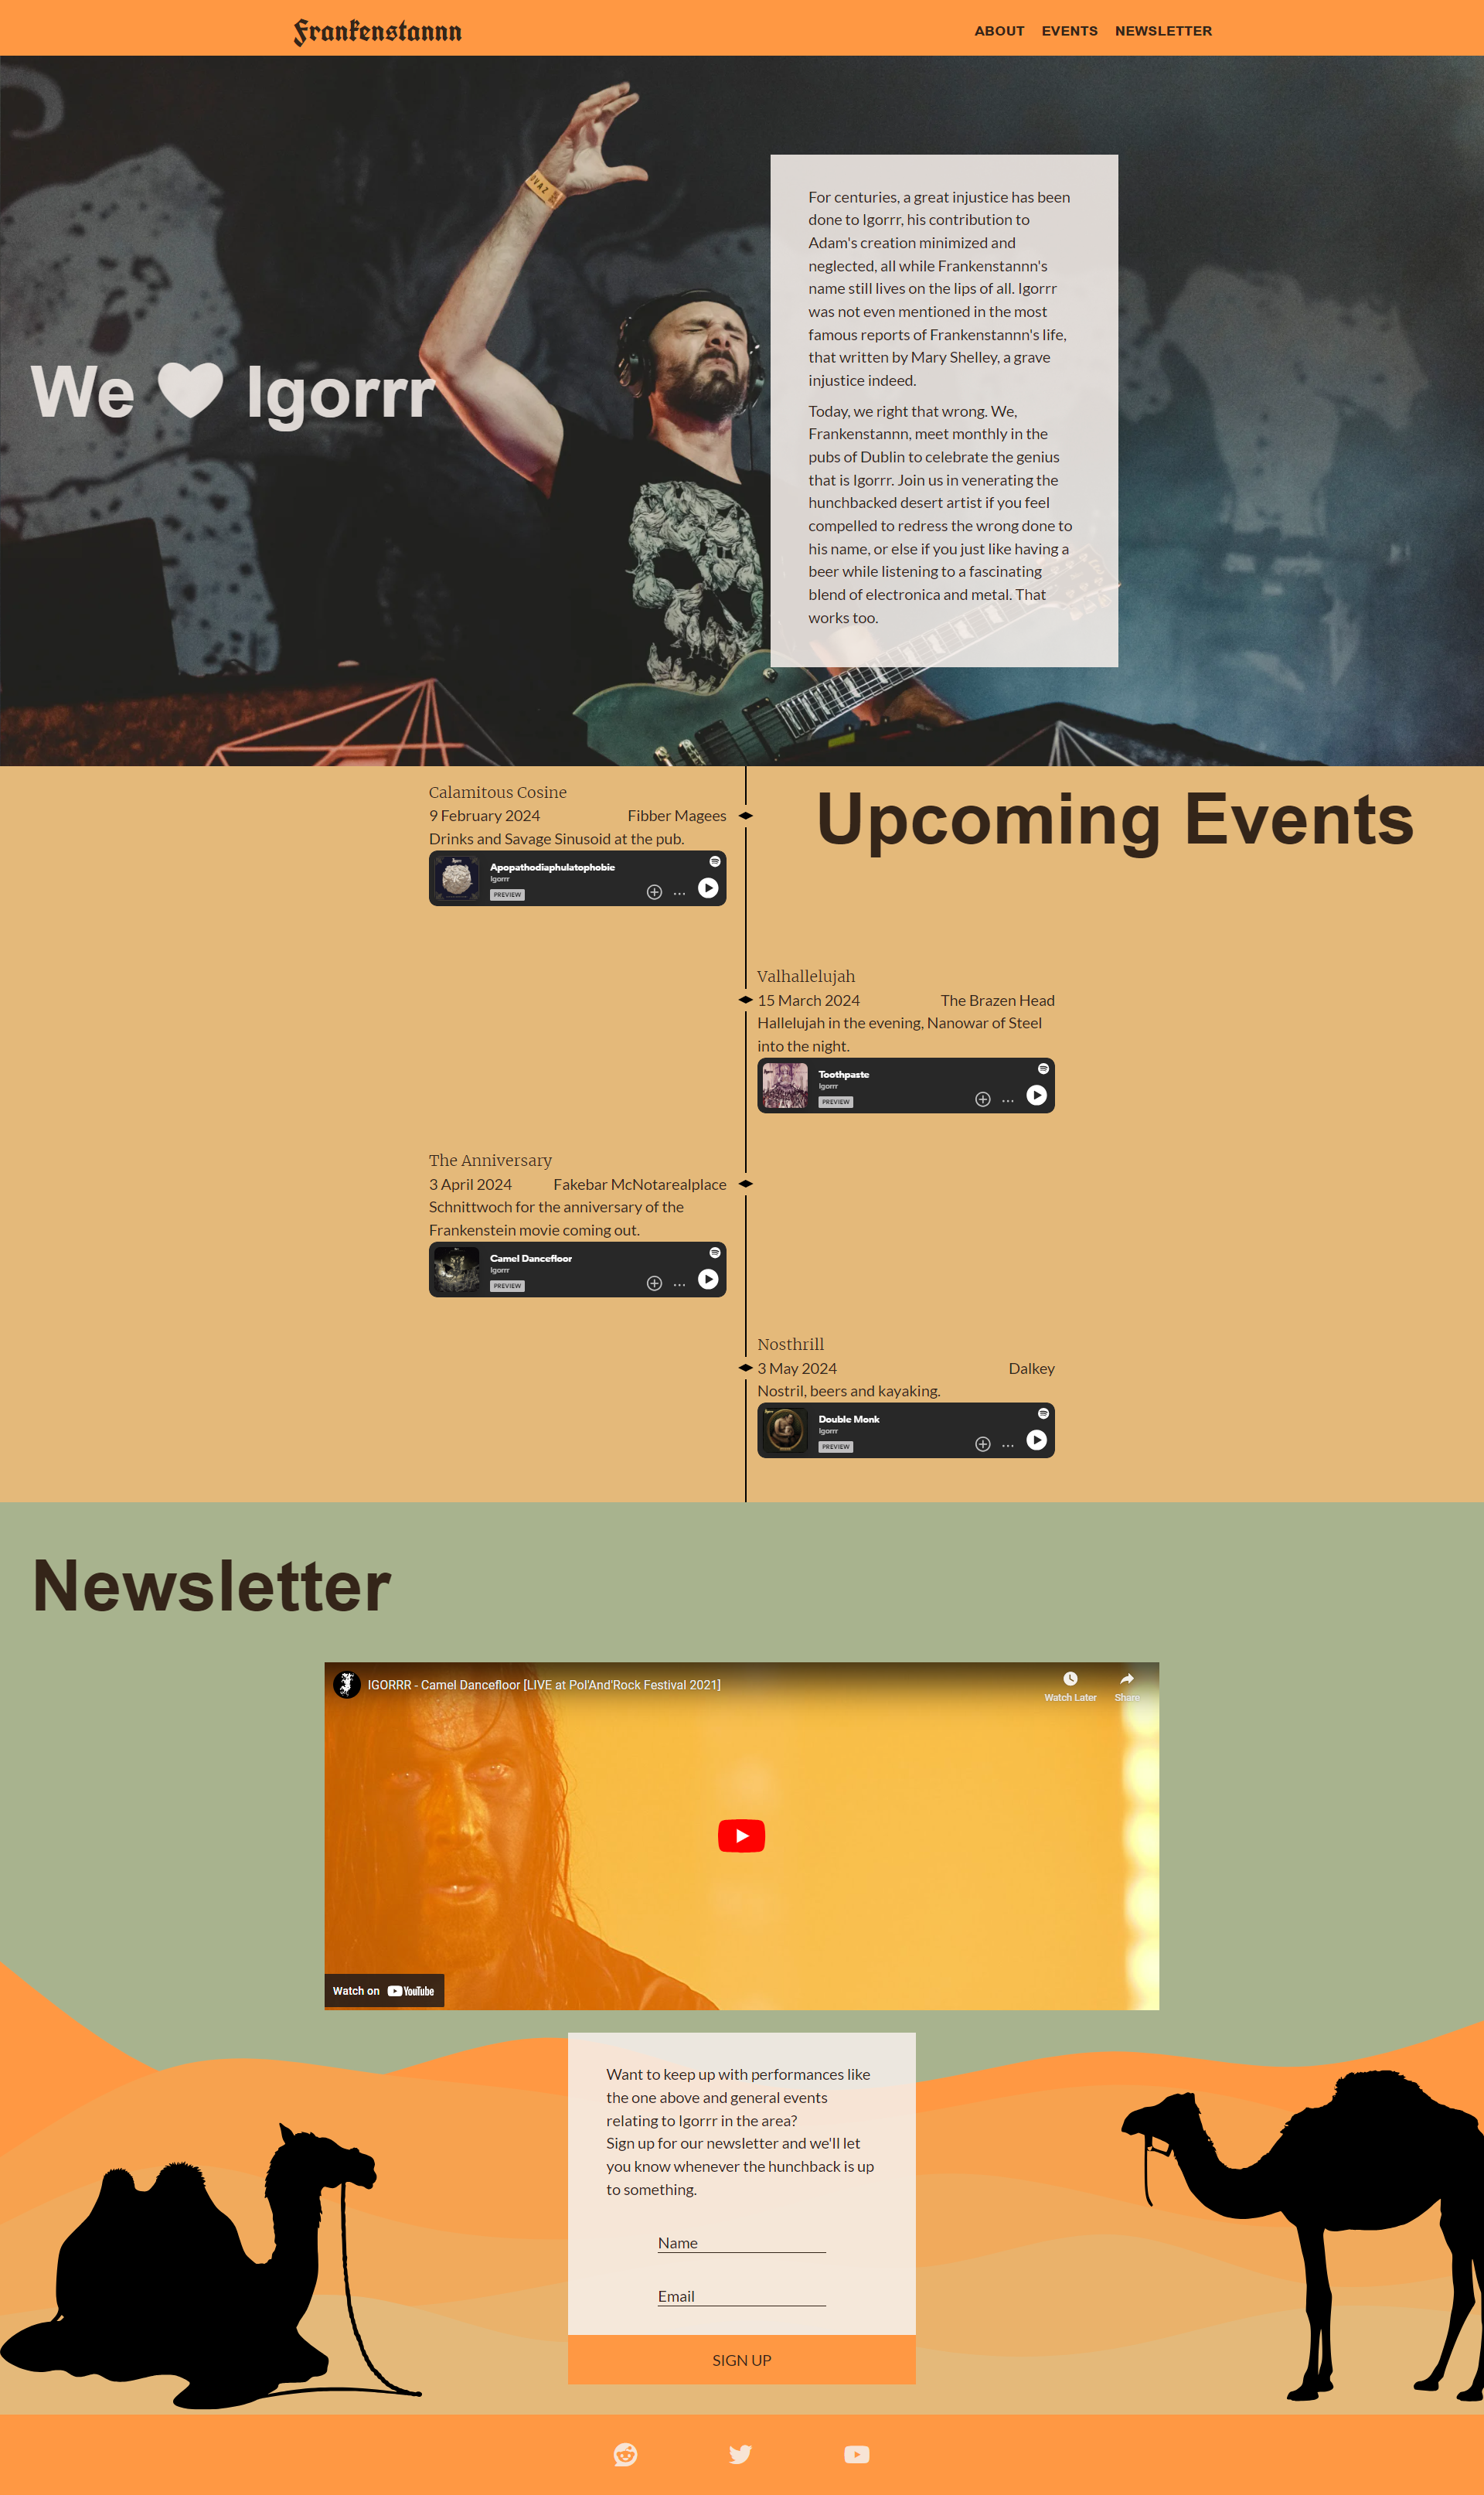 Frankenstannn
ABOUT EVENTS NEWSLETTER
We Igorrr
For centuries, a great injustice has been
done to Igorrr, his contribution to
Adam's creation minimized and
neglected, all while Frankenstannn's
name still lives on the lips of all. Igorrr
was not even mentioned in the most
famous reports of Frankenstannn's life,
that written by Mary Shelley, a grave
injustice indeed.
Today, we right that wrong. We,
Frankenstannn, meet monthly in the
pubs of Dublin to celebrate the genius
that is Igorrr. Join us in venerating the
hunchbacked desert artist if you feel
compelled to redress the wrong done to
his name, or else if you just like having a
beer while listening to a fascinating
blend of electronica and metal. That
works too.
Upcoming Events
Calamitous Cosine
9 February 2024 Fibber Magees
Drinks and Savage Sinusoid at the pub.
Apopathodiaphulatophobie
Igorrr
PREVIEW
Valhallelujah
15 March 2024 The Brazen Head
Hallelujah in the evening, Nanowar of Steel
into the night.
Toothpaste
Igorrr
PREVIEW
The Anniversary
3 April 2024 Fakebar McNotarealplace
Schnittwoch for the anniversary of the
Frankenstein movie coming out.
Camel Dancefloor
Igorrr
PREVIEW
Nosthrill
3 May 2024 Dalkey
Nostril, beers and kayaking.
Double Monk
Igorrr
PREVIEW
Newsletter
IGORRR - Camel Dancefloor [LIVE at Pol'And'Rock Festival 2021]
Watch Later Share
Watch on YouTube
Want to keep up with performances like
the one above and general events
relating to Igorrr in the area?
Sign up for our newsletter and we'll let
you know whenever the hunchback is up
to something.
Name
Email
SIGN UP